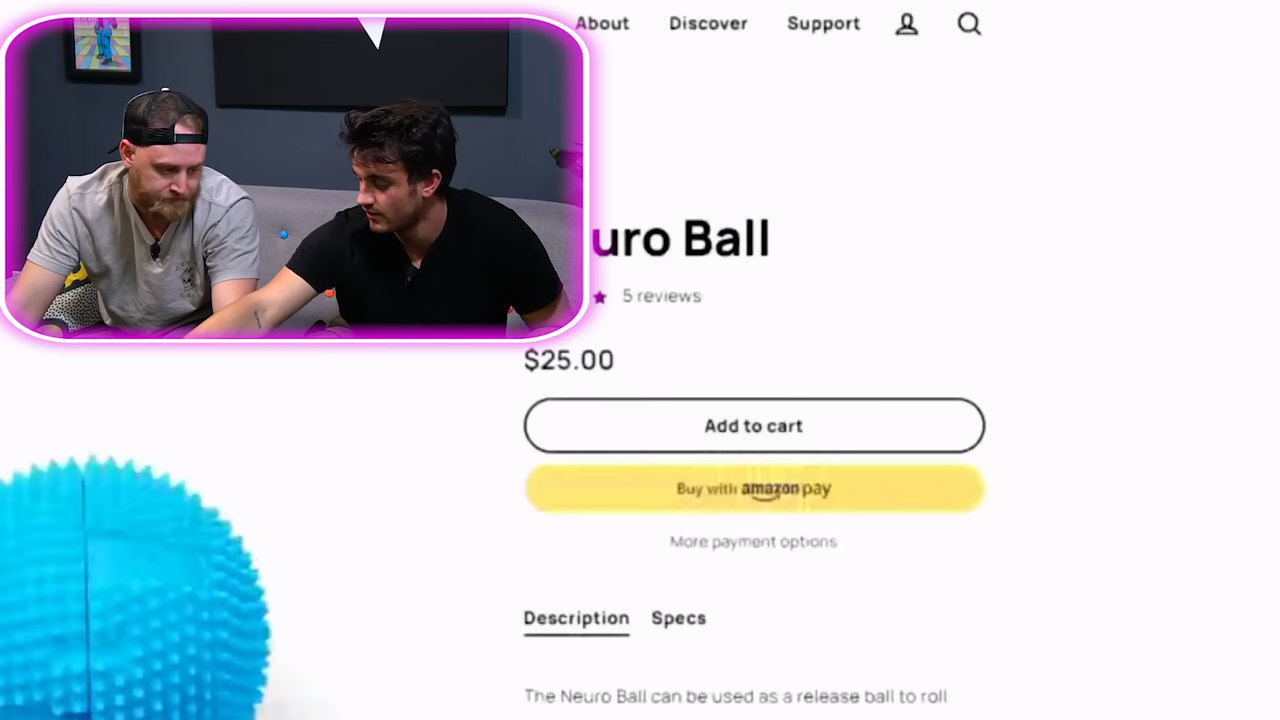 About Discover Support
uro Ball
5 reviews
$25.00
Add to cart
Buy with amazon pay
More payment options
Description Specs
The Neuro Ball can be used as a release ball to roll